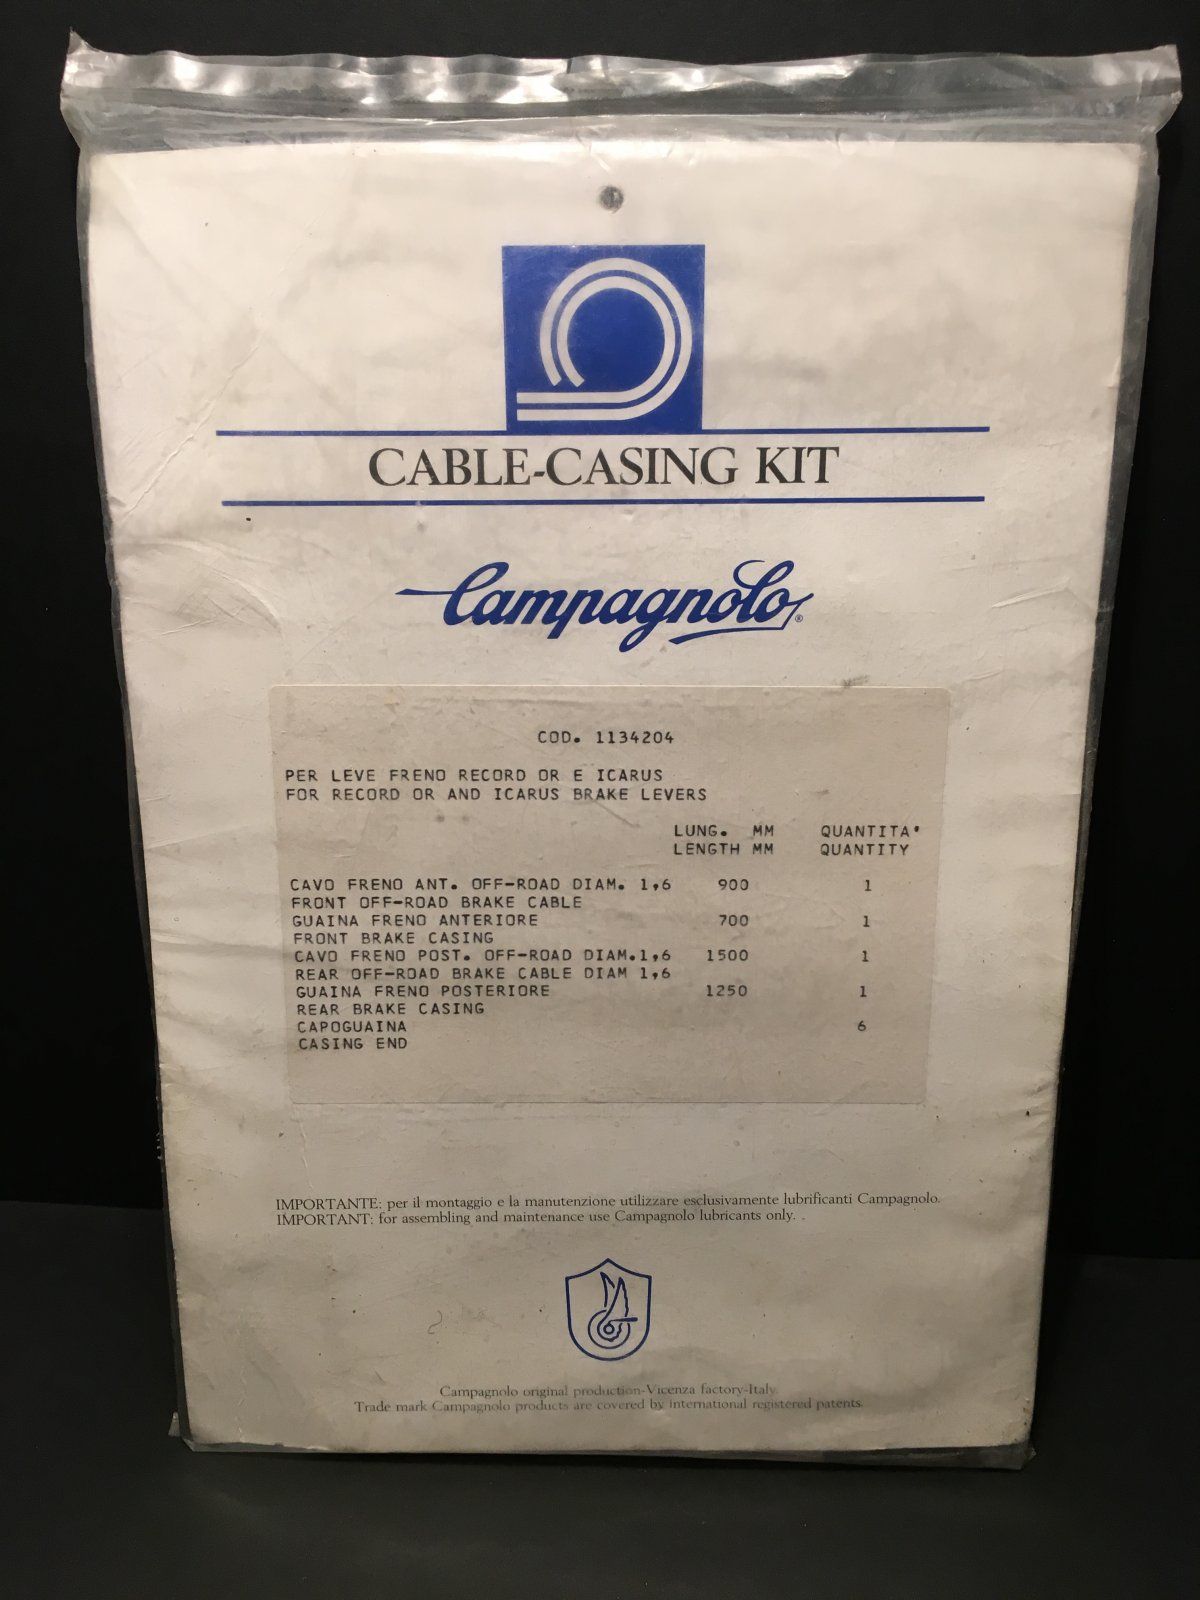 CABLE-CASING KIT
Campagnolo®
COD. 1134204
PER LEVE FRENO RECORD OR E ICARUS
FOR RECORD OR AND ICARUS BRAKE LEVERS
LUNG. MM QUANTITA'
LENGTH MM QUANTITY
CAVO FRENO ANT. OFF-ROAD DIAM. 1,6 900 1
FRONT OFF-ROAD BRAKE CABLE
GUAINA FRENO ANTERIORE 700 1
FRONT BRAKE CASING
CAVO FRENO POST. OFF-ROAD DIAM.1,6 1500 1
REAR OFF-ROAD BRAKE CABLE DIAM 1,6
GUAINA FRENO POSTERIORE 1250 1
REAR BRAKE CASING
CAPOGUAINA 6
CASING END
IMPORTANTE: per il montaggio e la manutenzione utilizzare esclusivamente lubrificanti Campagnolo.
IMPORTANT: for assembling and maintenance use Campagnolo lubricants only.
Campagnolo original production-Vicenza factory-Italy
Trade mark Campagnolo products are covered by international registered patents.